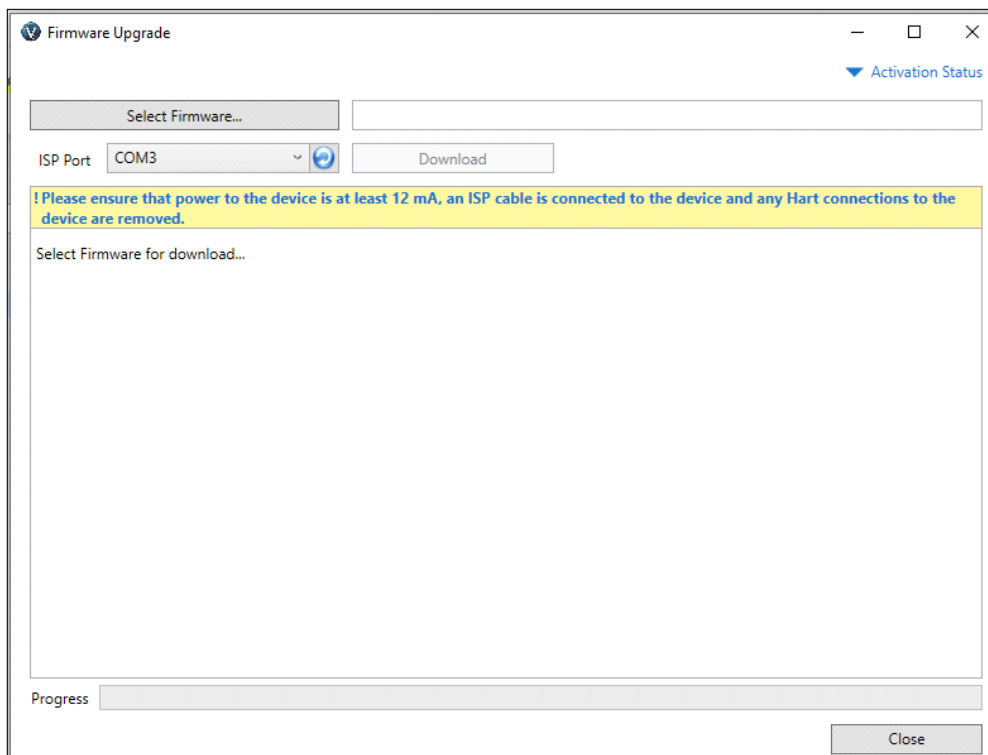 Firmware Upgrade
Activation Status
Select Firmware...
ISP Port COM3 Download
! Please ensure that power to the device is at least 12 mA, an ISP cable is connected to the device and any Hart connections to the
device are removed.
Select Firmware for download...
Progress
Close